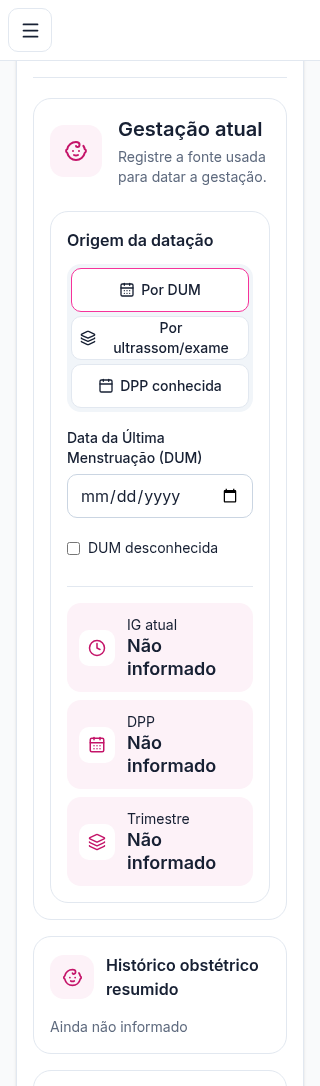 Gestação atual
Registre a fonte usada
para datar a gestação.
Origem da datação
Por DUM
Por
ultrassom/exame
DPP conhecida
Data da Última
Menstruação (DUM)
mm/dd/yyyy
DUM desconhecida
IG atual
Não
informado
DPP
Não
informado
Trimestre
Não
informado
Histórico obstétrico
resumido
Ainda não informado